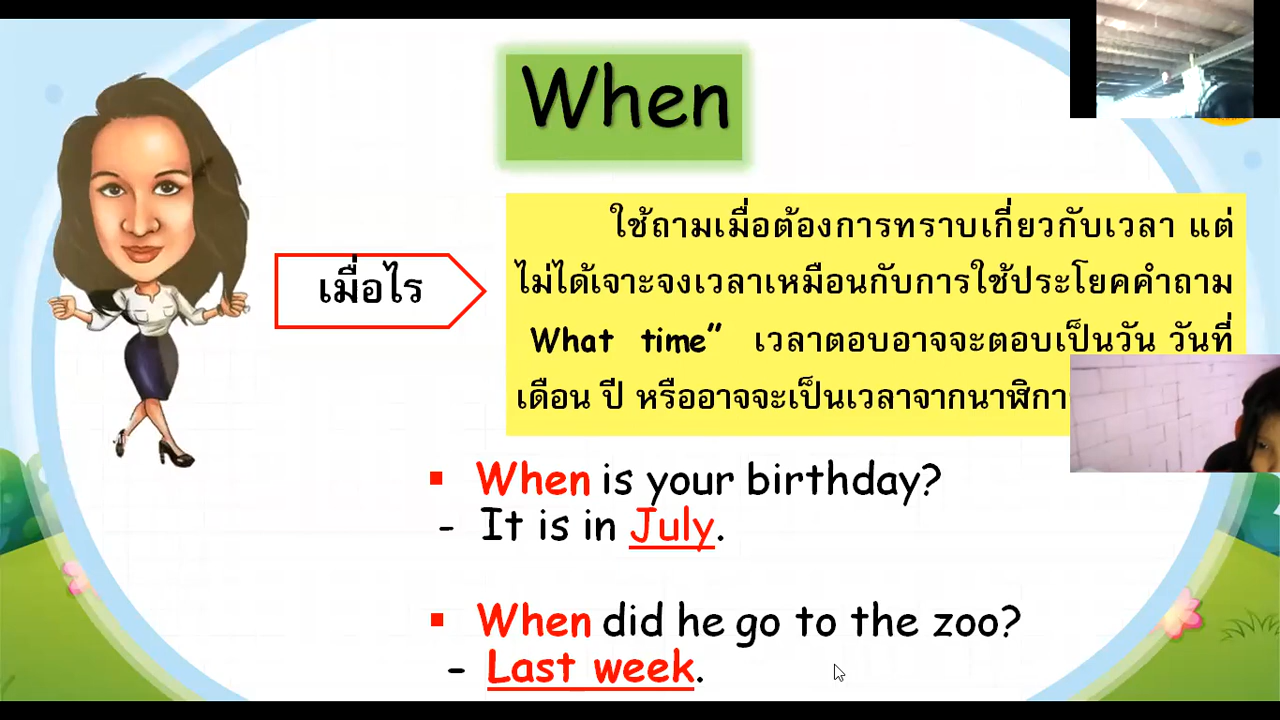 When
เมื่อไร
ใช้ถามเมื่อต้องการทราบเกี่ยวกับเวลา แต่
ไม่ได้เจาะจงเวลาเหมือนกับการใช้ประโยคคำถาม
What time” เวลาตอบอาจจะตอบเป็นวัน วันที่
เดือน ปี หรืออาจจะเป็นเวลาจากนาฬิกา
▪ When is your birthday?
- It is in July.
▪ When did he go to the zoo?
- Last week.